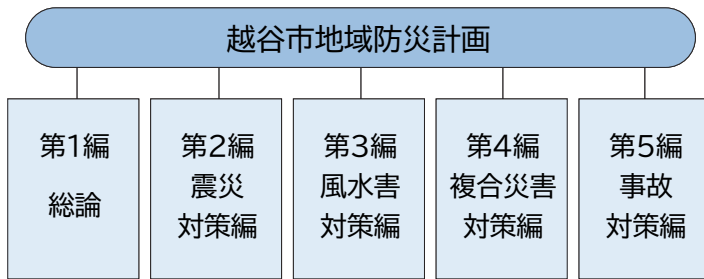 越谷市地域防災計画
第1編
総論
第2編
震災
対策編
第3編
風水害
対策編
第4編
複合災害
対策編
第5編
事故
対策編